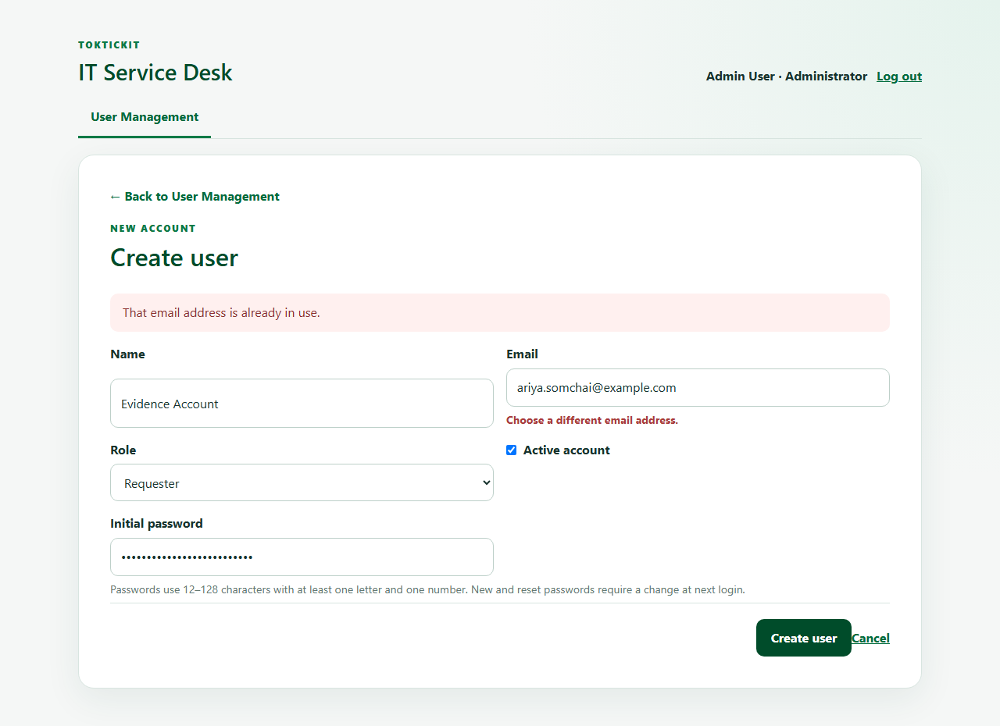 TOKTICKIT
IT Service Desk
Admin User · Administrator Log out
User Management
← Back to User Management
NEW ACCOUNT
Create user
That email address is already in use.
Name
Email
Evidence Account
ariya.somchai@example.com
Choose a different email address.
Role
Active account
Requester
Initial password
••••••••••••••••••••••••••
Passwords use 12–128 characters with at least one letter and one number. New and reset passwords require a change at next login.
Create user Cancel